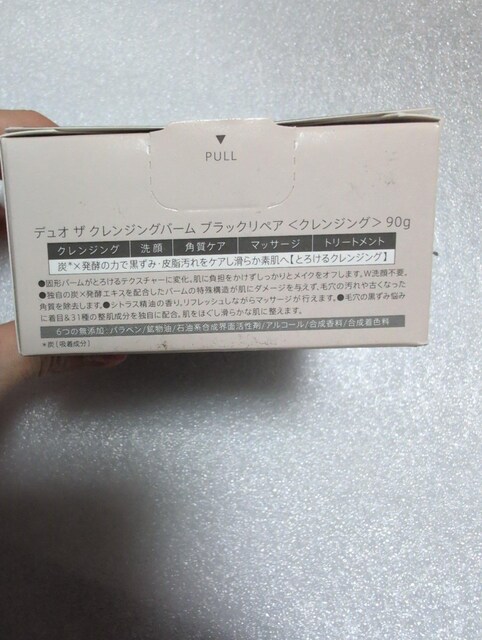 PULL
デュオ ザ クレンジングバーム ブラックリペア <クレンジング> 90g
クレンジング 洗顔 角質ケア マッサージ トリートメント
炭*×発酵の力で黒ずみ・皮脂汚れをケアし滑らか素肌へ【とろけるクレンジング】
●固形バームがとろけるテクスチャーに変化。肌に負担をかけずしっかりとメイクをオフします。W洗顔不要。
●独自の炭×発酵エキスを配合したバームの特殊構造が肌にダメージを与えず、毛穴の汚れや古くなった
角質を除去します。●シトラス精油の香り。リフレッシュしながらマッサージが行えます。●毛穴の黒ずみ悩み
に着目&31種の整肌成分を独自に配合。肌をほぐし滑らかな肌に整えます。
6つの無添加:パラベン/鉱物油/石油系合成界面活性剤/アルコール/合成香料/合成着色料
*炭[吸着成分]